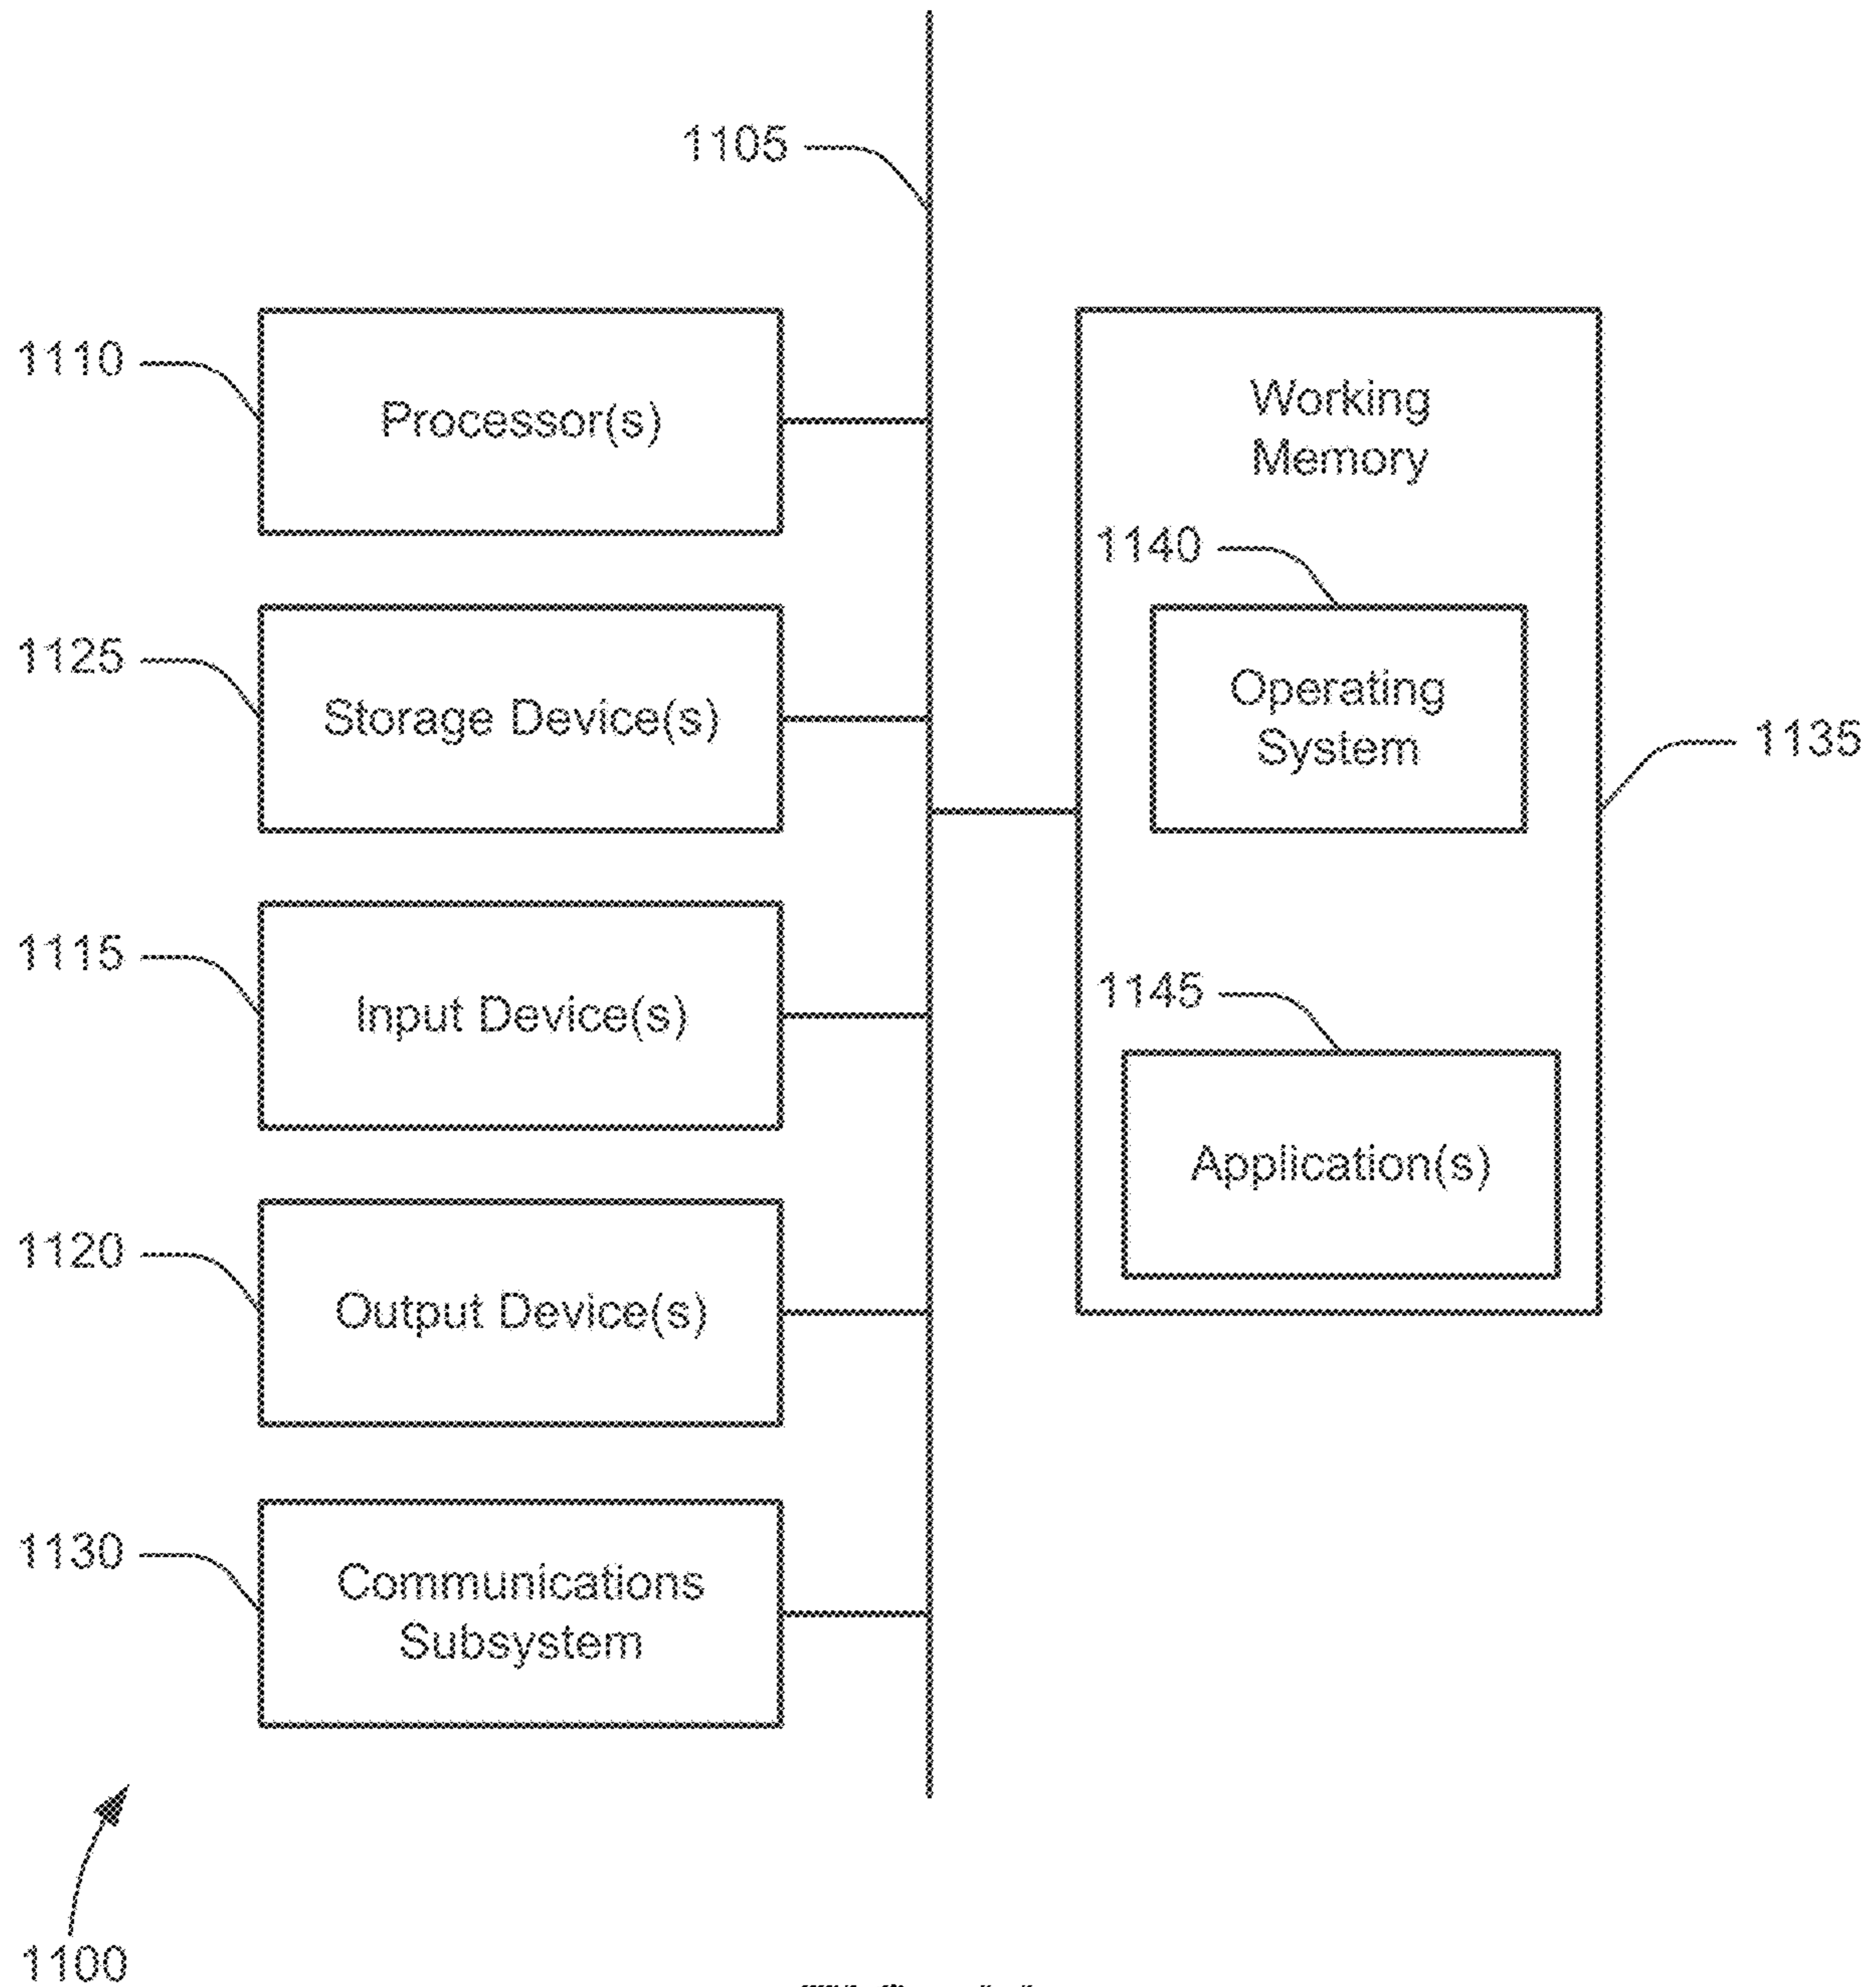 1105
1110
Processor(s)
Working
Memory
1140
1125
Storage Device(s)
Operating
System
1135
1115
Input Device(s)
1145
Application(s)
1120
Output Device(s)
1130
Communications
Subsystem
1100